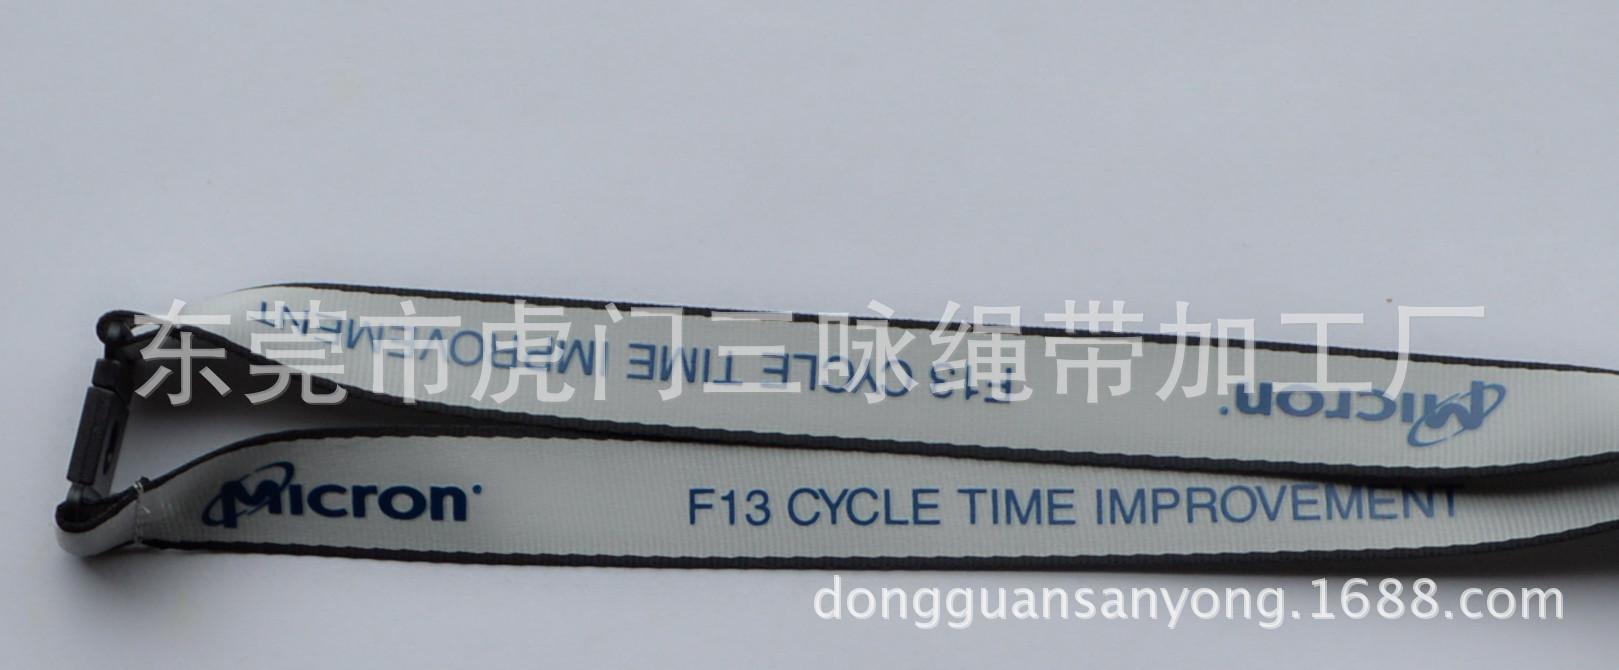 东莞市虎门三咏绳带加工厂
F13 CYCLE TIME IMPROVEMENT
Micron
Micron
F13 CYCLE TIME IMPROVEMENT
dongguansanyong.1688.com